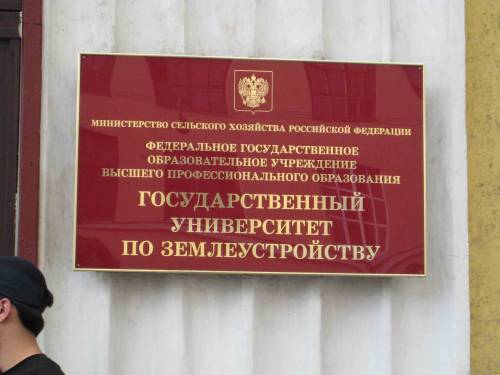 МИНИСТЕРСТВО СЕЛЬСКОГО ХОЗЯЙСТВА РОССИЙСКОЙ ФЕДЕРАЦИИ
ФЕДЕРАЛЬНОЕ ГОСУДАРСТВЕННОЕ
ОБРАЗОВАТЕЛЬНОЕ УЧРЕЖДЕНИЕ
ВЫСШЕГО ПРОФЕССИОНАЛЬНОГО ОБРАЗОВАНИЯ
ГОСУДАРСТВЕННЫЙ
УНИВЕРСИТЕТ
ПО ЗЕМЛЕУСТРОЙСТВУ